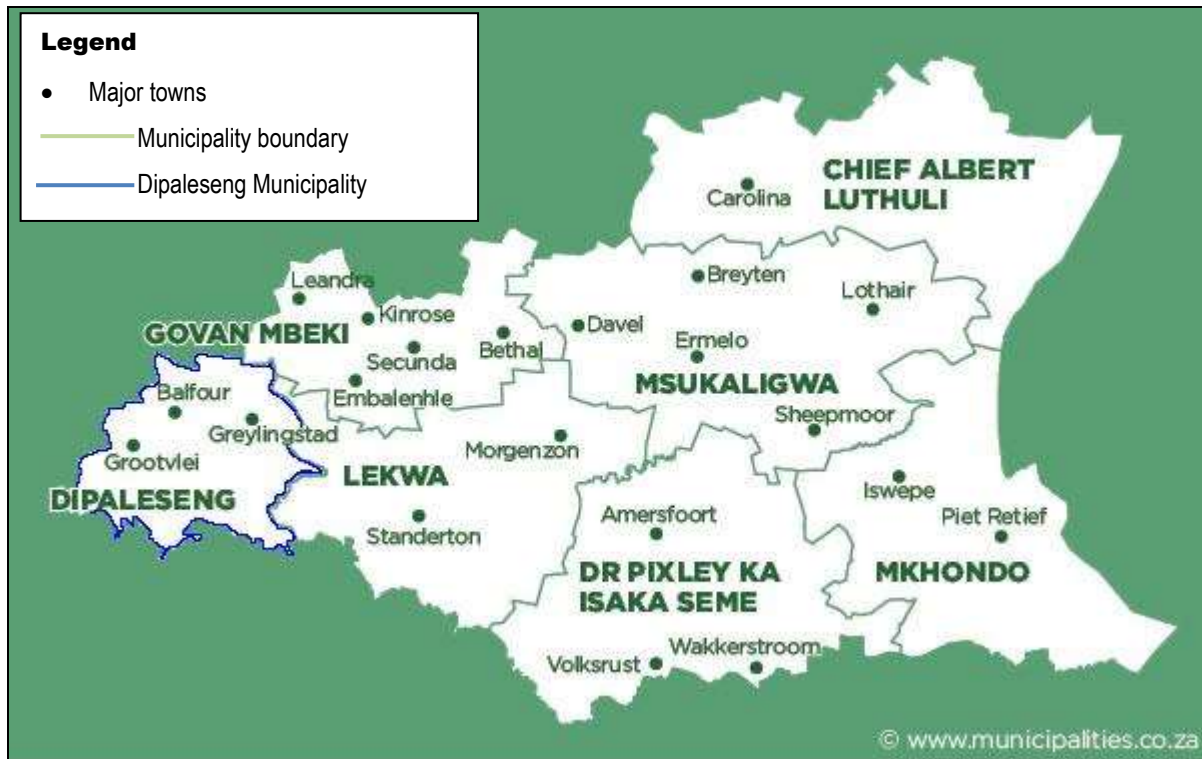 Legend
• Major towns
Municipality boundary
Dipaleseng Municipality
CHIEF ALBERT
LUTHULI
Carolina
Breyten
Lothair
Leandra
Kinrose
Davel
GOVAN MBEKI
Secunda
Bethal
Ermelo
MSUKALIGWA
Embalenhle
Balfour
Greylingstad
Sheepmoor
Grootvlei
Morgenzon
LEKWA
DIPALESENG
Iswepe
Standerton
Amersfoort
Piet Retief
DR PIXLEY KA
ISAKA SEME
MKHONDO
Volksrust
Wakkerstroom
© www.municipalities.co.za